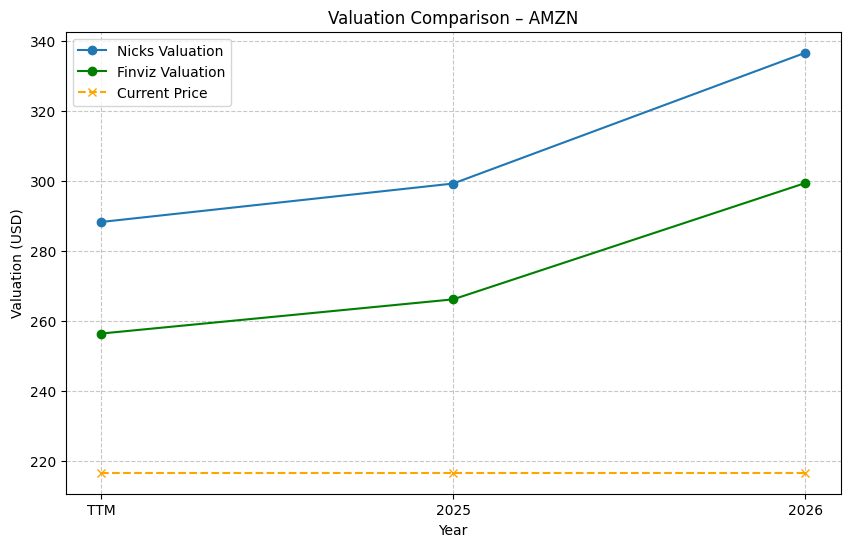 Valuation Comparison – AMZN
Nicks Valuation
Finviz Valuation
Current Price
Valuation (USD)
340
320
300
280
260
240
220
TTM
2025
2026
Year